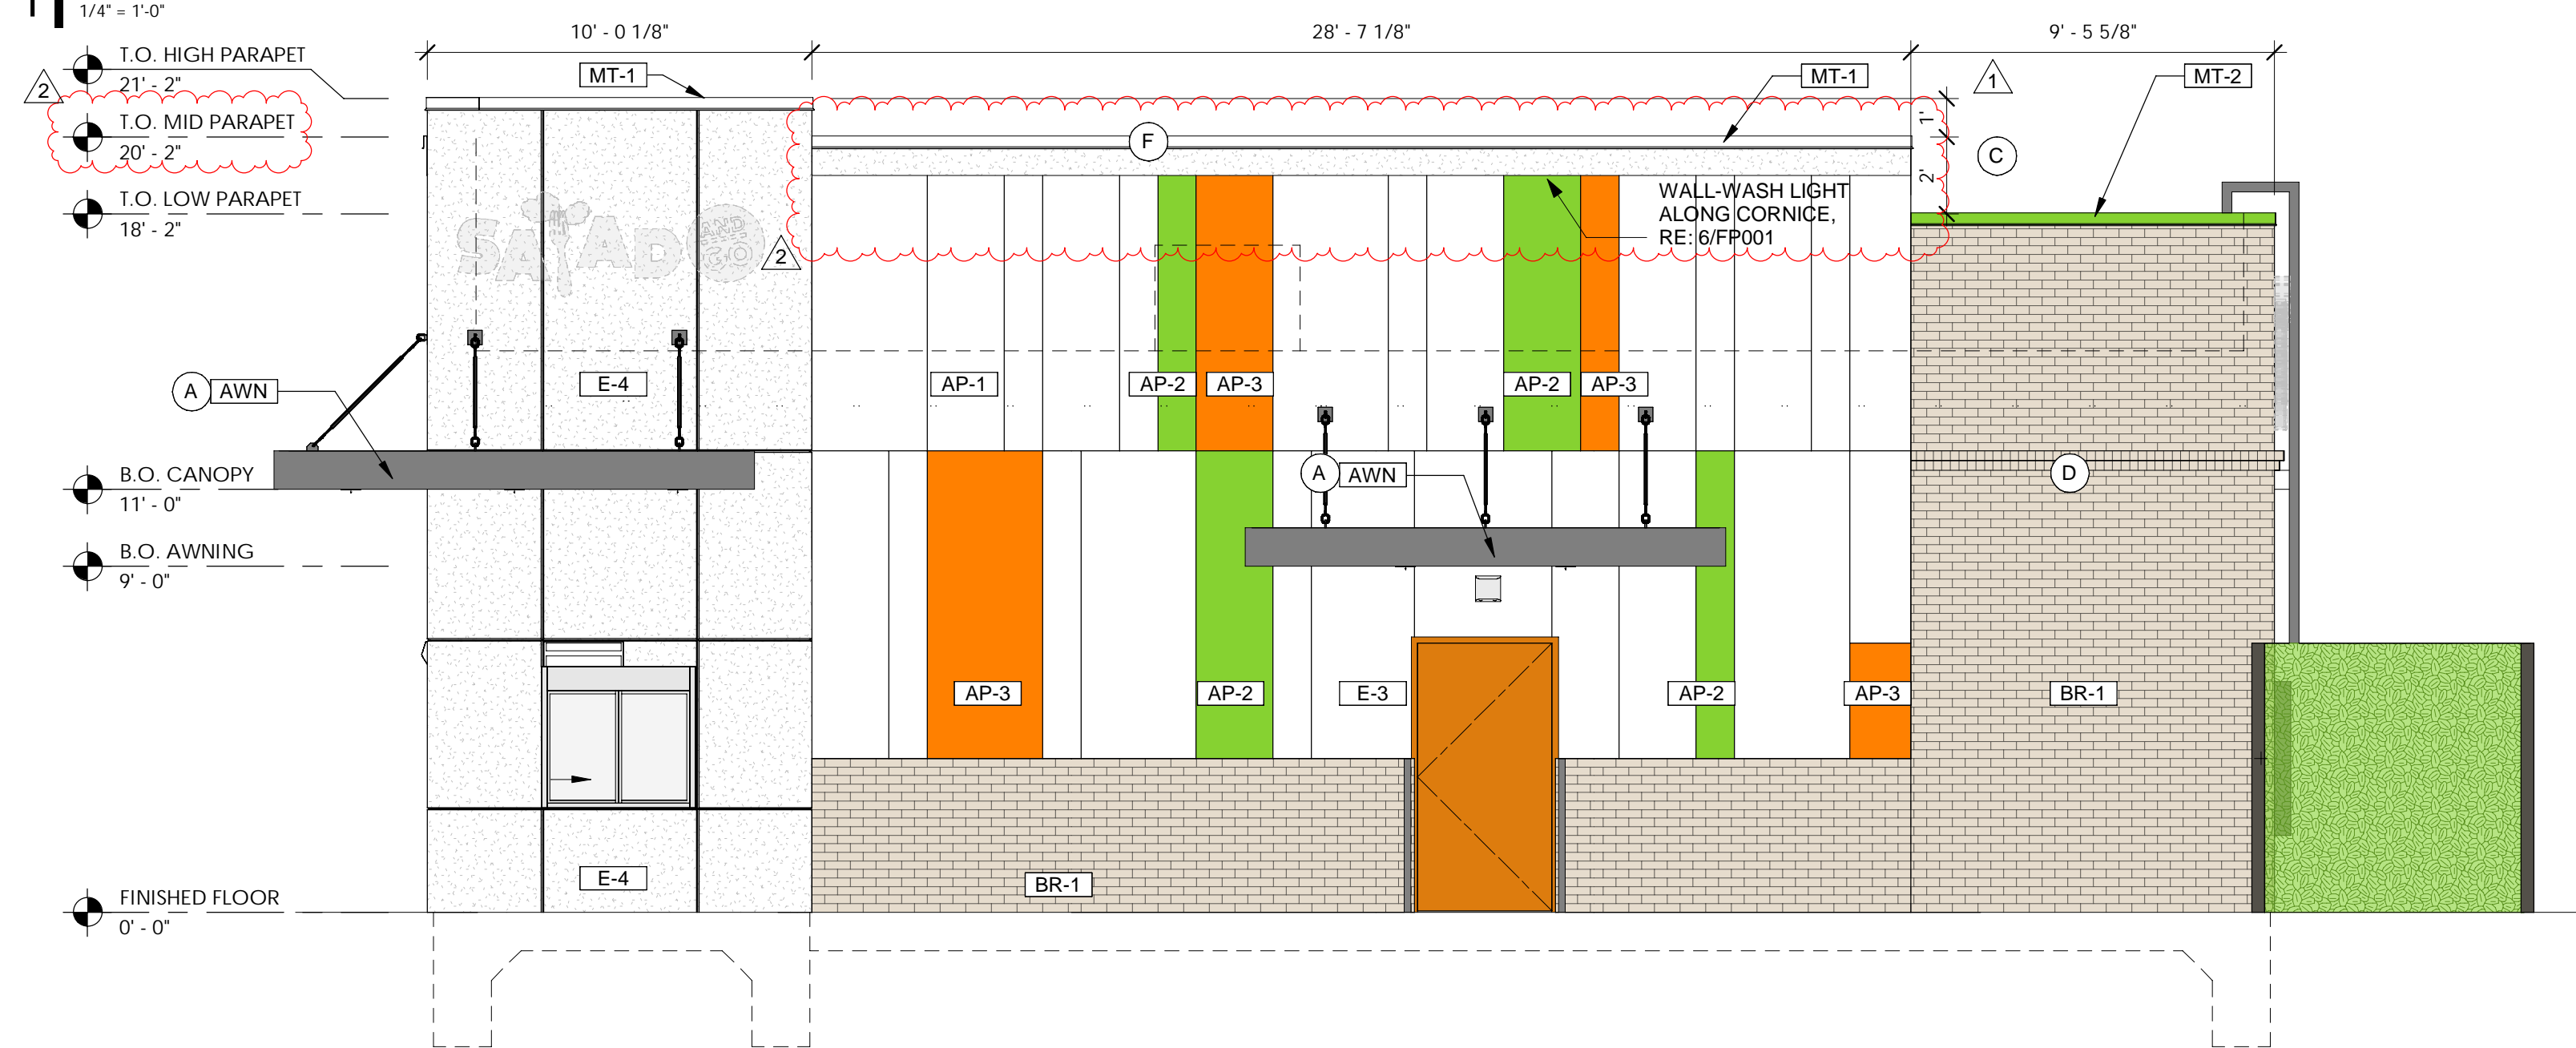 1/4" = 1'-0"
10' - 0 1/8"
28' - 7 1/8"
9' - 5 5/8"
T.O. HIGH PARAPET
21' - 2"
MT-1
MT-1
1
MT-2
2
T.O. MID PARAPET
20' - 2"
1'
F
C
2'
T.O. LOW PARAPET
18' - 2"
WALL-WASH LIGHT
ALONG CORNICE,
RE: 6/FP001
SALAD AND GO
2
A
AWN
E-4
AP-1
AP-2
AP-3
AP-2
AP-3
B.O. CANOPY
11' - 0"
A
AWN
D
B.O. AWNING
9' - 0"
AP-3
AP-2
E-3
AP-2
AP-3
BR-1
E-4
BR-1
FINISHED FLOOR
0' - 0"